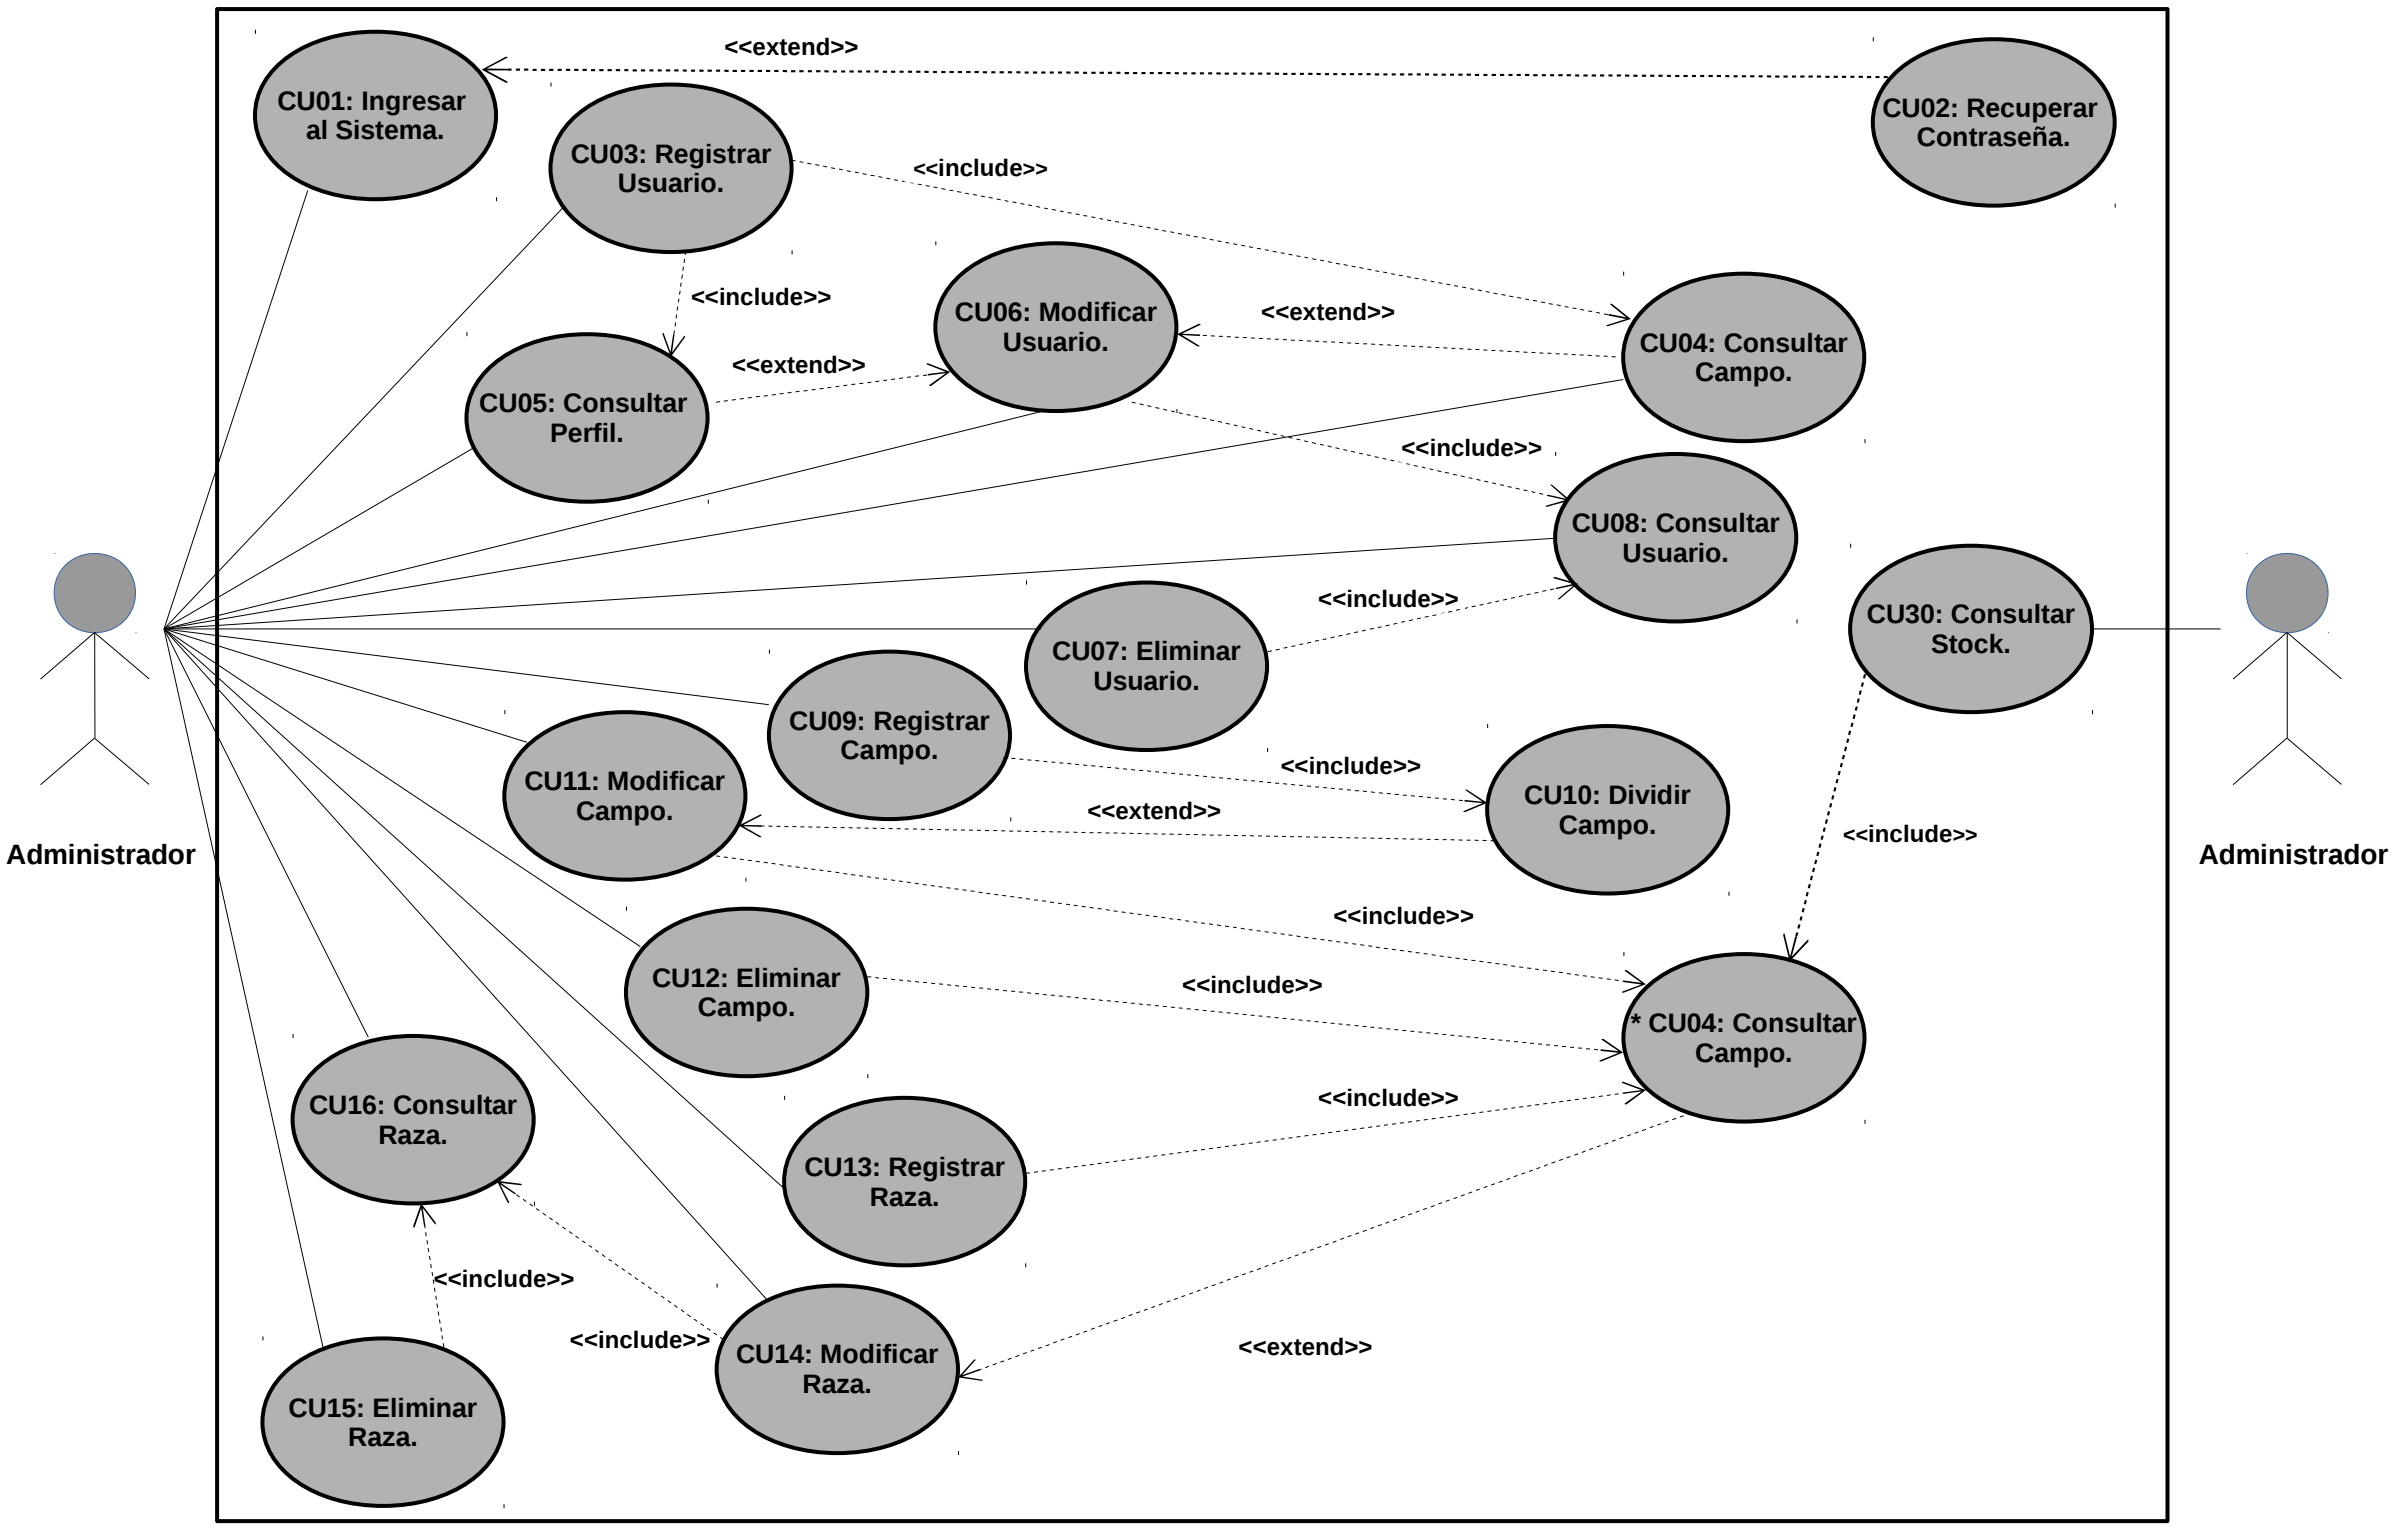 <<extend>>
CU01: Ingresar
al Sistema.
CU02: Recuperar
Contraseña.
CU03: Registrar
Usuario.
<<include>>
<<include>>
CU06: Modificar
Usuario.
<<extend>>
CU04: Consultar
Campo.
<<extend>>
CU05: Consultar
Perfil.
<<include>>
CU08: Consultar
Usuario.
<<include>>
CU30: Consultar
Stock.
CU07: Eliminar
Usuario.
CU09: Registrar
Campo.
<<include>>
CU11: Modificar
Campo.
CU10: Dividir
Campo.
<<extend>>
<<include>>
Administrador
Administrador
<<include>>
CU12: Eliminar
Campo.
<<include>>
* CU04: Consultar
Campo.
CU16: Consultar
Raza.
<<include>>
CU13: Registrar
Raza.
<<include>>
<<include>>
<<extend>>
CU14: Modificar
Raza.
CU15: Eliminar
Raza.